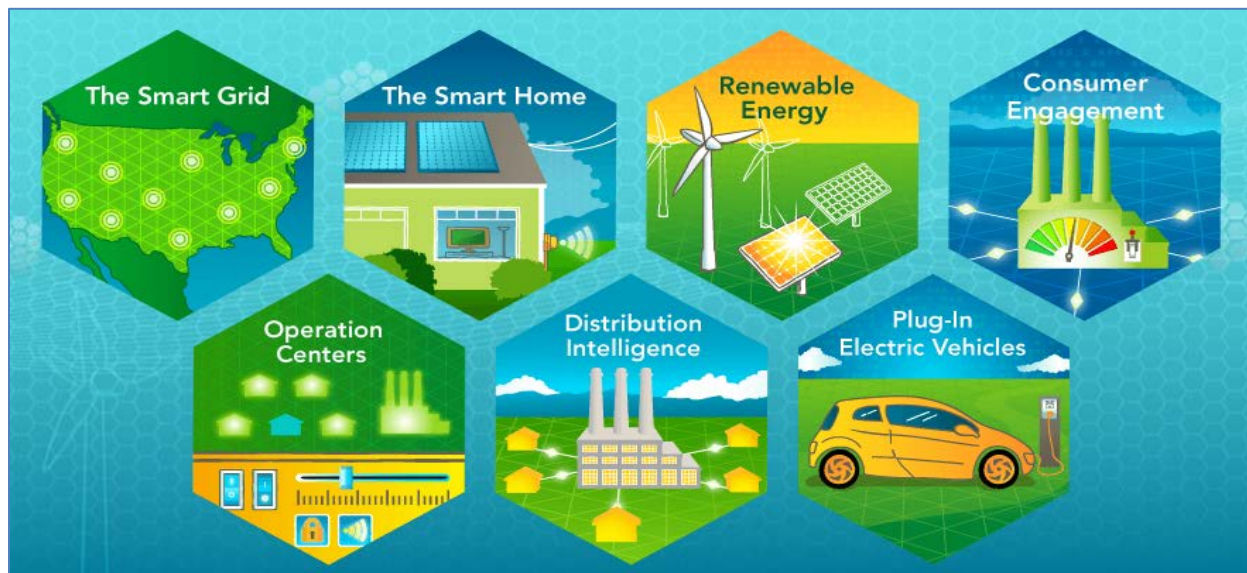 The Smart Grid
The Smart Home
Renewable
Energy
Consumer
Engagement
Operation
Centers
Distribution
Intelligence
Plug-In
Electric Vehicles